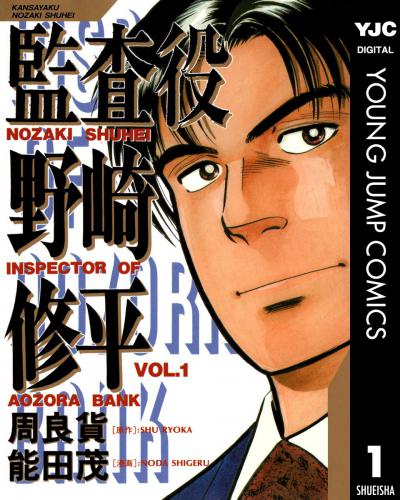 KANSAYAKU
NOZAKI SHUHEI
監査役
NOZAKI SHUHEI
野崎
INSPECTOR OF
修平
VOL.1
AOZORA BANK
周良貨
[原作]:SHU RYOKA
能田茂
[漫画]:NODA SHIGERU
YJC
DIGITAL
YOUNG JUMP COMICS
1
SHUEISHA